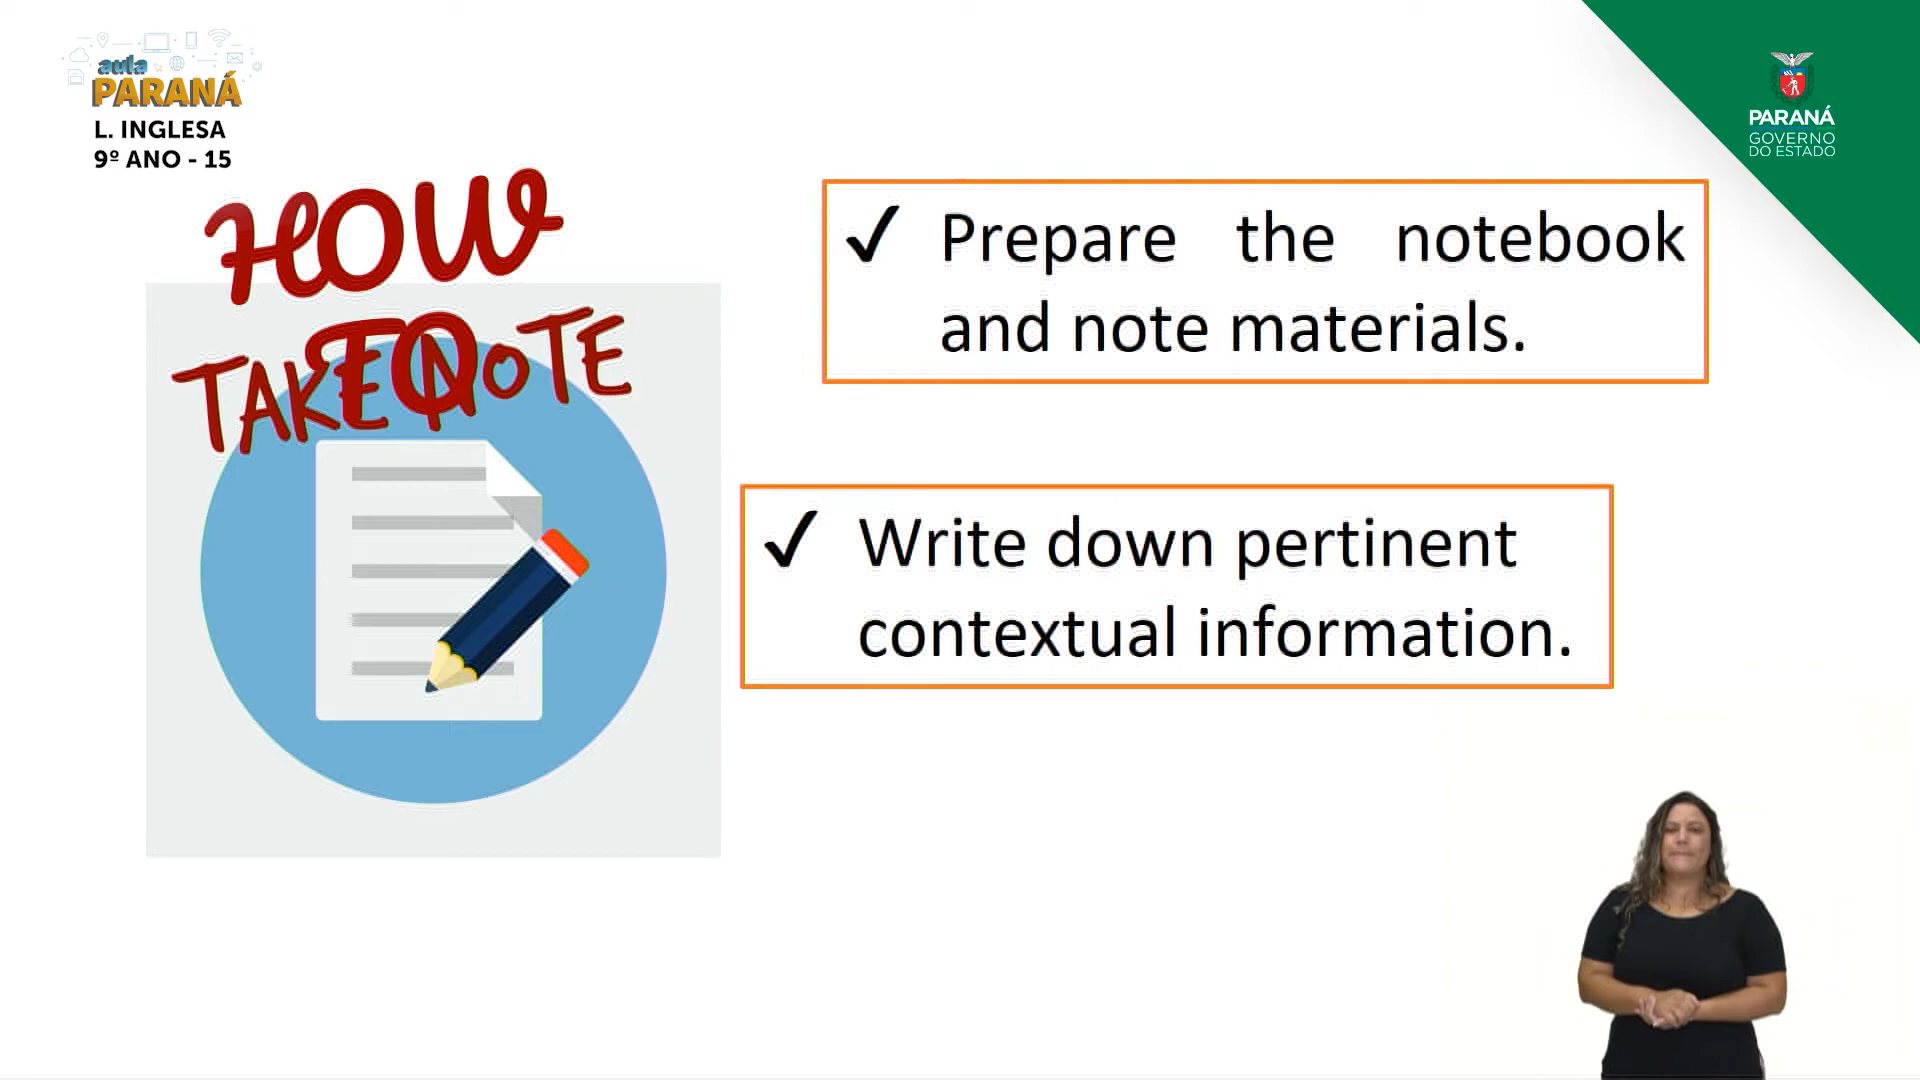 aula
PARANÁ
L. INGLESA
9º ANO - 15
HOW
TO
TAKE NOTE
✓ Prepare the notebook
and note materials.
✓ Write down pertinent
contextual information.
PARANÁ
GOVERNO
DO ESTADO